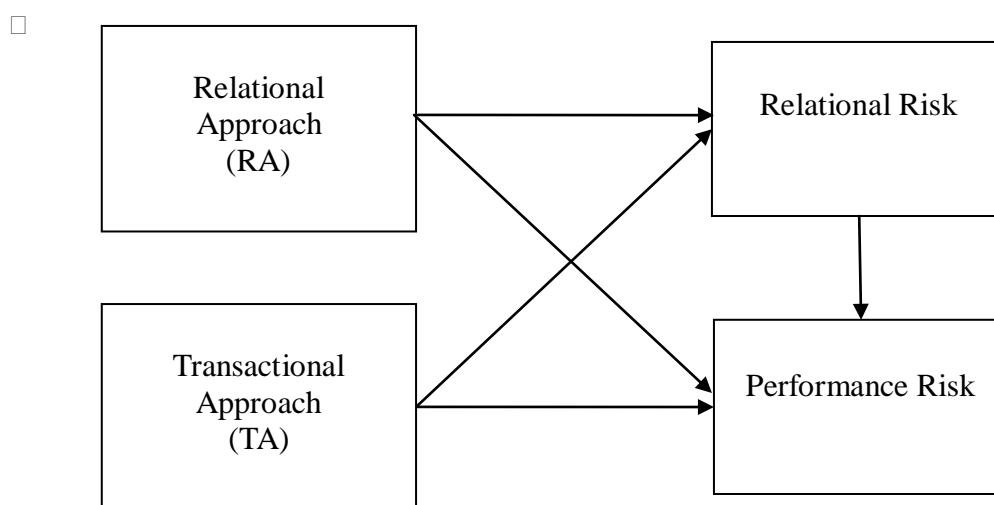 Relational
Approach
(RA)
Relational Risk
Transactional
Approach
(TA)
Performance Risk